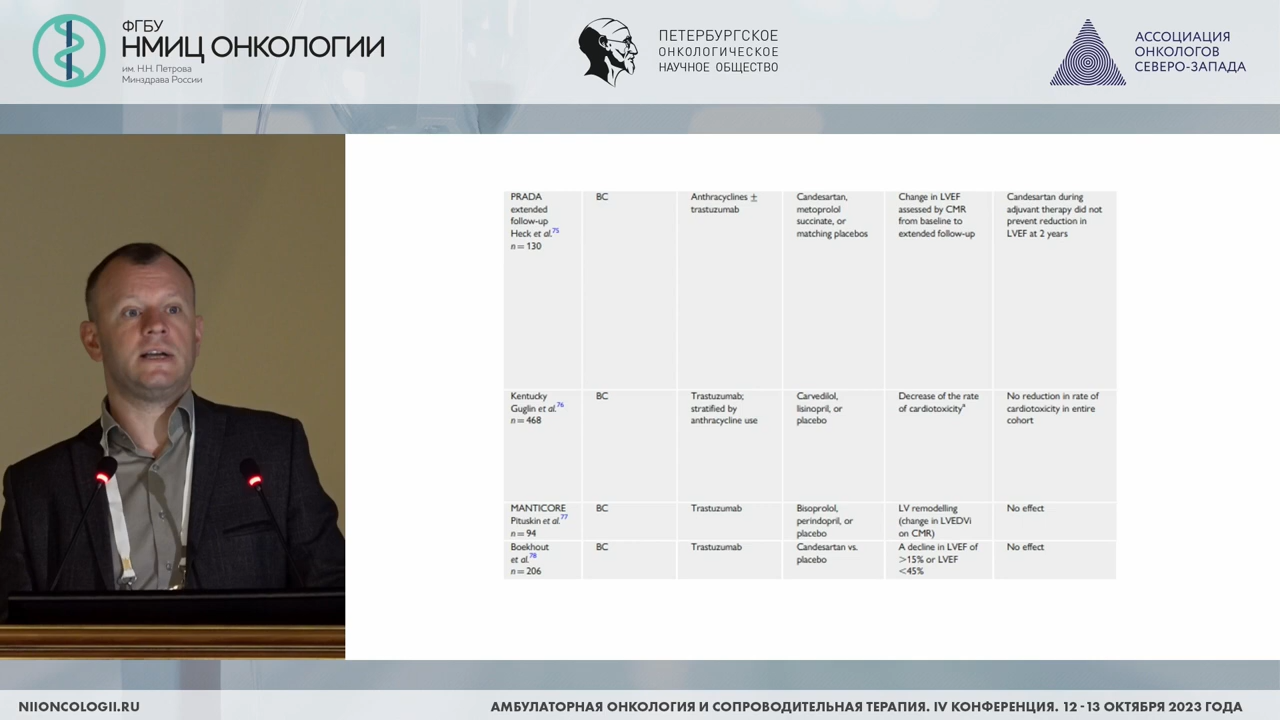 ФГБУ
НМИЦ ОНКОЛОГИИ
им. Н.Н. Петрова
Минздрава России
ПЕТЕРБУРГСКОЕ
ОНКОЛОГИЧЕСКОЕ
НАУЧНОЕ ОБЩЕСТВО
АССОЦИАЦИЯ
ОНКОЛОГОВ
СЕВЕРО-ЗАПАДА
PRADA
extended
follow-up
Heck et al.75
n = 130
BC
Anthracyclines ±
trastuzumab
Candesartan,
metoprolol
succinate, or
matching placebos
Change in LVEF
assessed by CMR
from baseline to
extended follow-up
Candesartan during
adjuvant therapy did not
prevent reduction in
LVEF at 2 years
Kentucky
Guglin et al.76
n = 468
BC
Trastuzumab;
stratified by
anthracycline use
Carvedilol,
lisinopril, or
placebo
Decrease of the rate
of cardiotoxicitya
No reduction in rate of
cardiotoxicity in entire
cohort
MANTICORE
Pituskin et al.77
n = 94
BC
Trastuzumab
Bisoprolol,
perindopril, or
placebo
LV remodelling
(change in LVEDVi
on CMR)
No effect
Boekhout
et al.78
n = 206
BC
Trastuzumab
Candesartan vs.
placebo
A decline in LVEF of
>15% or LVEF
<45%
No effect
NIIONCOLOGII.RU
АМБУЛАТОРНАЯ ОНКОЛОГИЯ И СОПРОВОДИТЕЛЬНАЯ ТЕРАПИЯ. IV КОНФЕРЕНЦИЯ. 12 - 13 ОКТЯБРЯ 2023 ГОДА